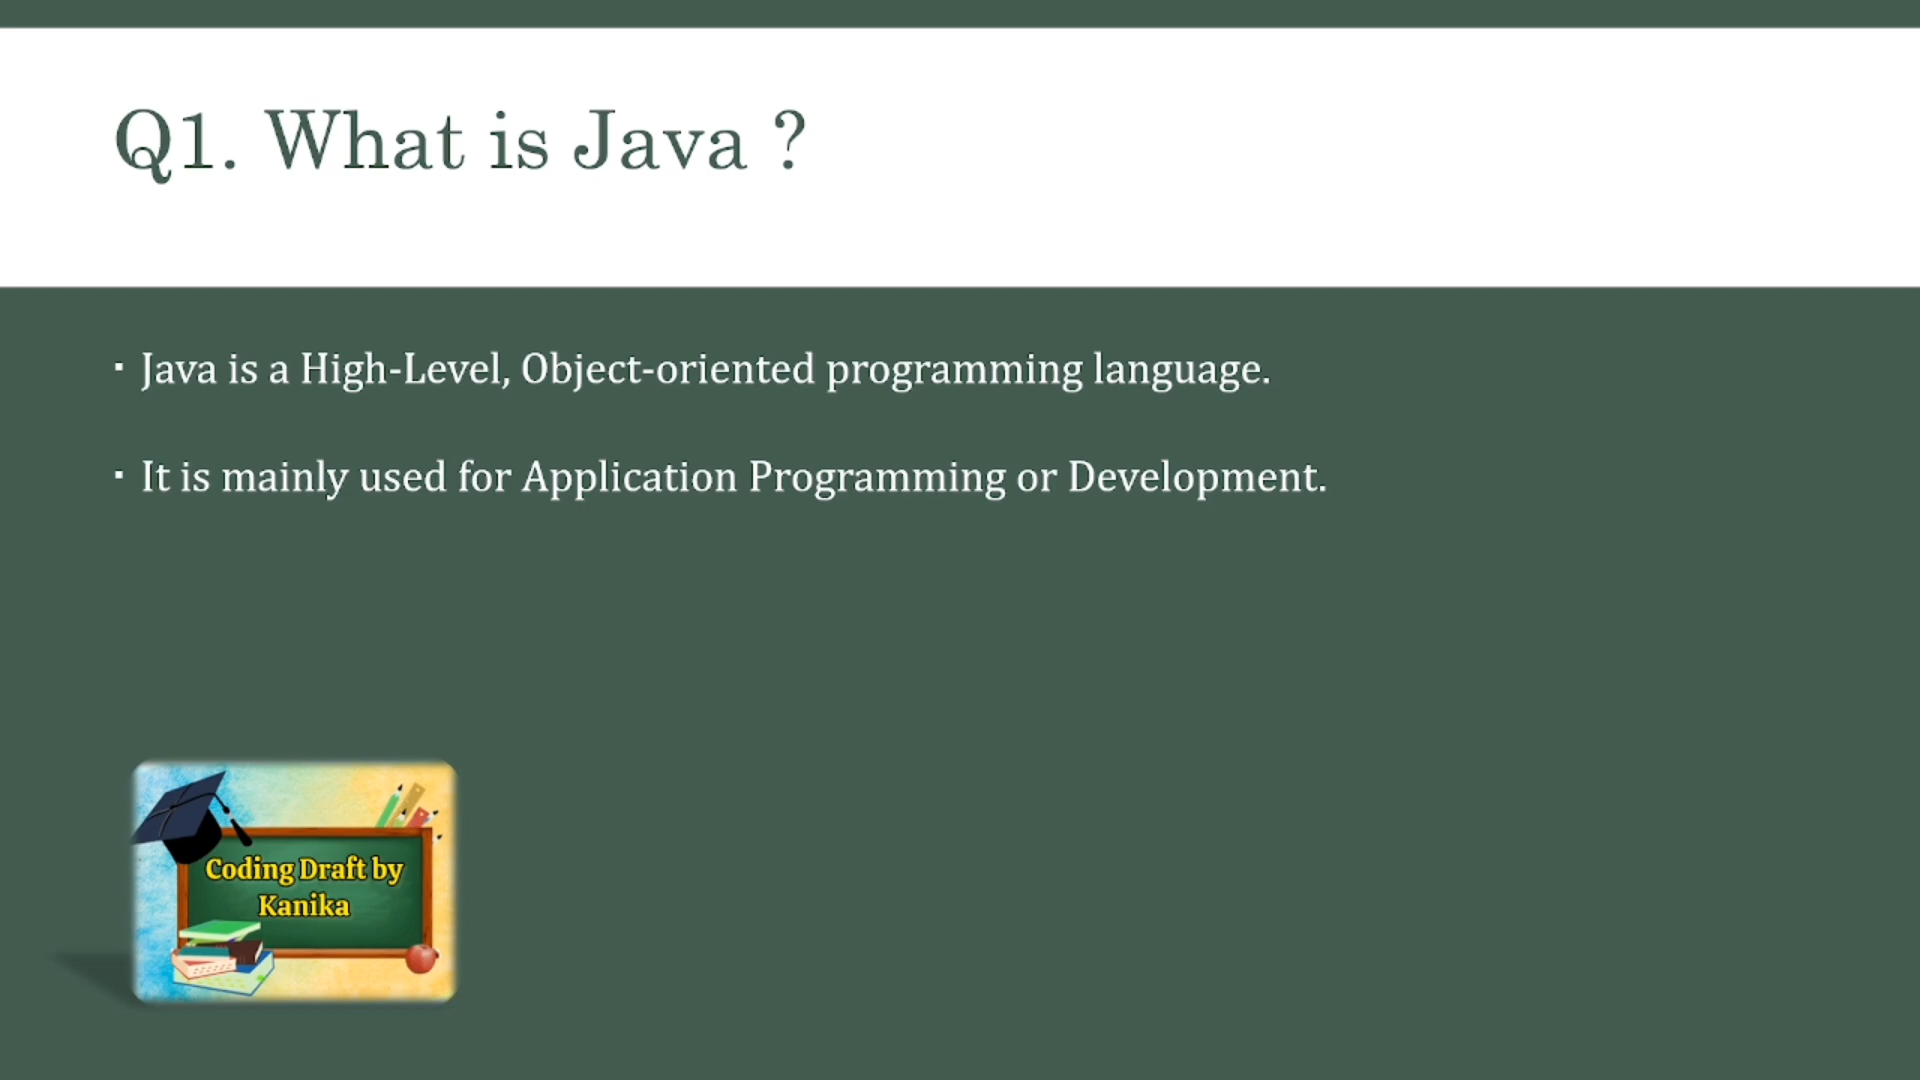 Q1. What is Java ?
▪ Java is a High-Level, Object-oriented programming language.
▪ It is mainly used for Application Programming or Development.
Coding Draft by
Kanika